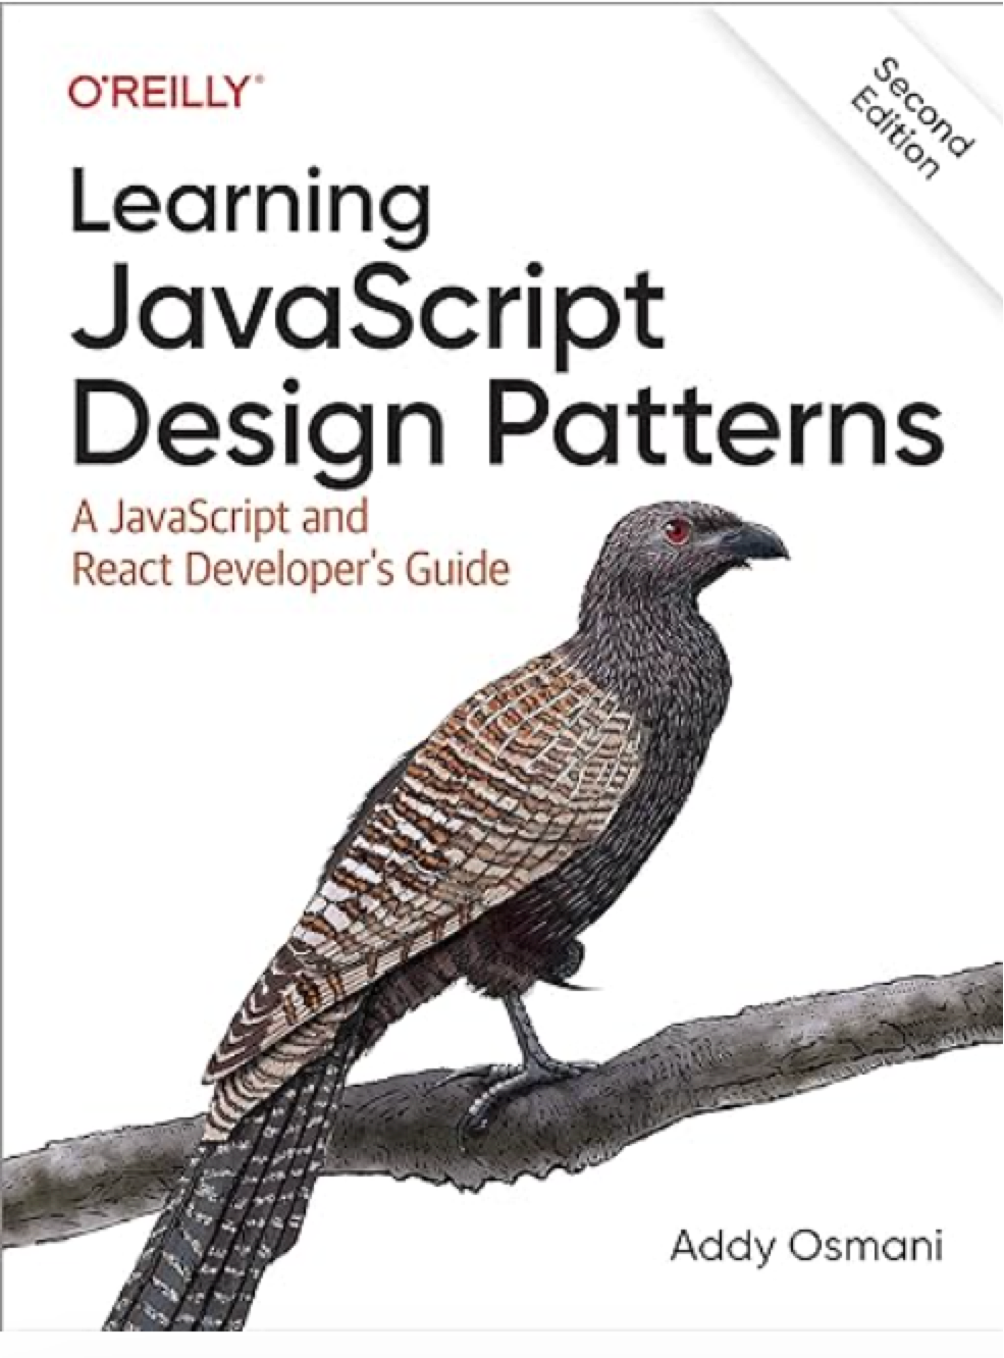 O'REILLY®
Second
Edition
Learning
JavaScript
Design Patterns
A JavaScript and
React Developer's Guide
Addy Osmani